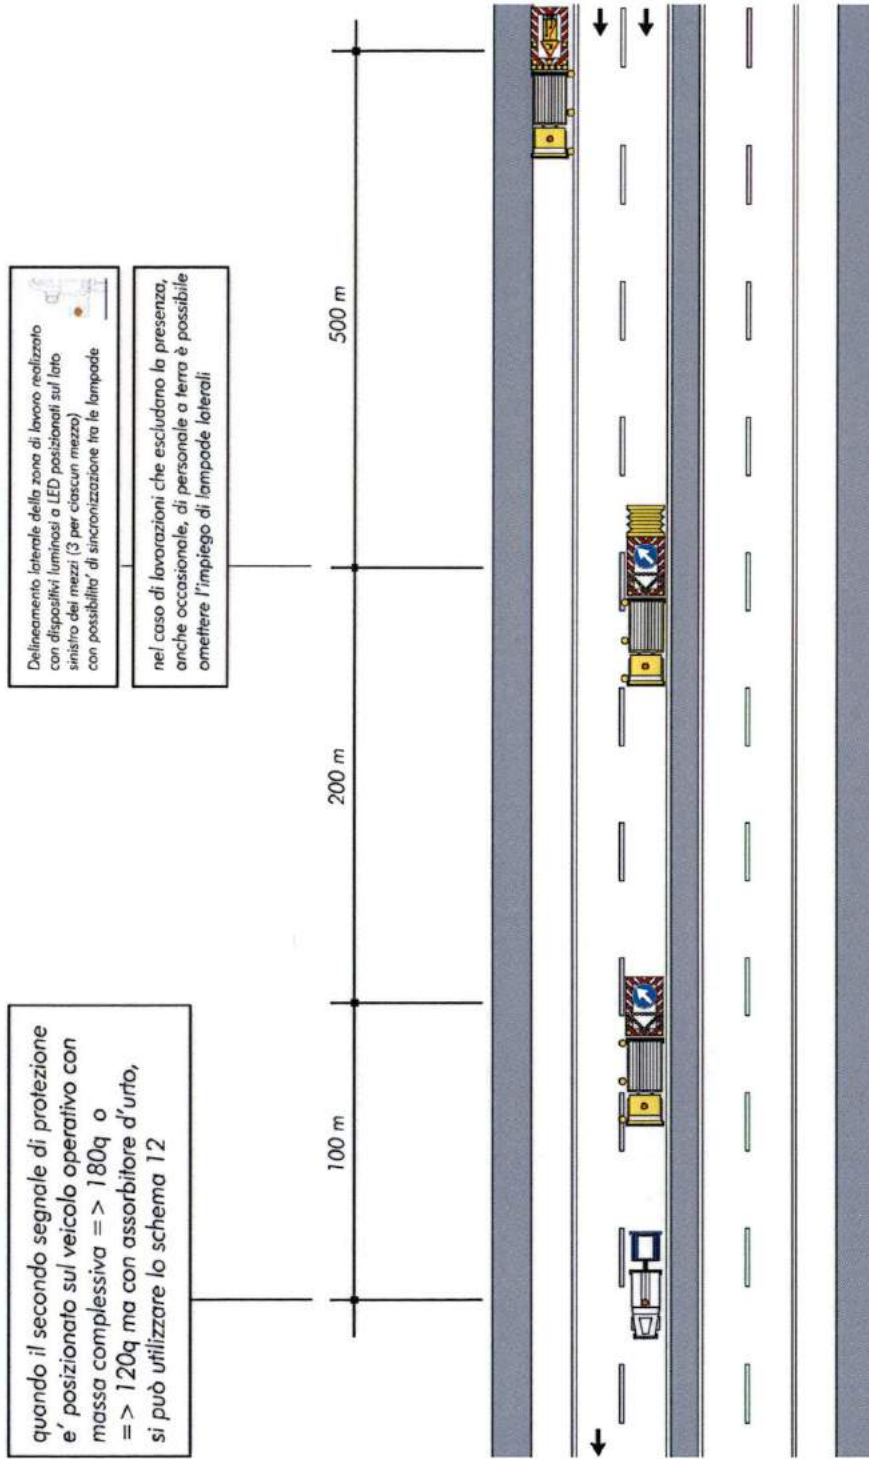 quando il secondo segnale di protezione
e' posizionato sul veicolo operativo con
massa complessiva = > 180q o
= > 120q ma con assorbitore d'urto,
si può utilizzare lo schema 12
Delineamento laterale della zona di lavoro realizzato
con dispositivi luminosi a LED posizionati sul lato
sinistro dei mezzi (3 per ciascun mezzo)
con possibilita' di sincronizzazione tra le lampade
nel caso di lavorazioni che escludano la presenza,
anche occasionale, di personale a terra è possibile
omettere l'impiego di lampade laterali
100 m
200 m
500 m